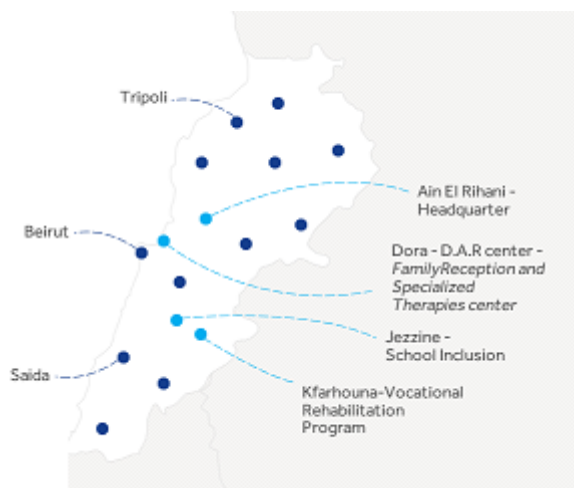 Tripoli
Ain El Rihani -
Headquarter
Beirut
Dora - D.A.R center -
FamilyReception and
Specialized
Therapies center
Jezzine -
School Inclusion
Saida
Kfarhouna-Vocational
Rehabilitation
Program